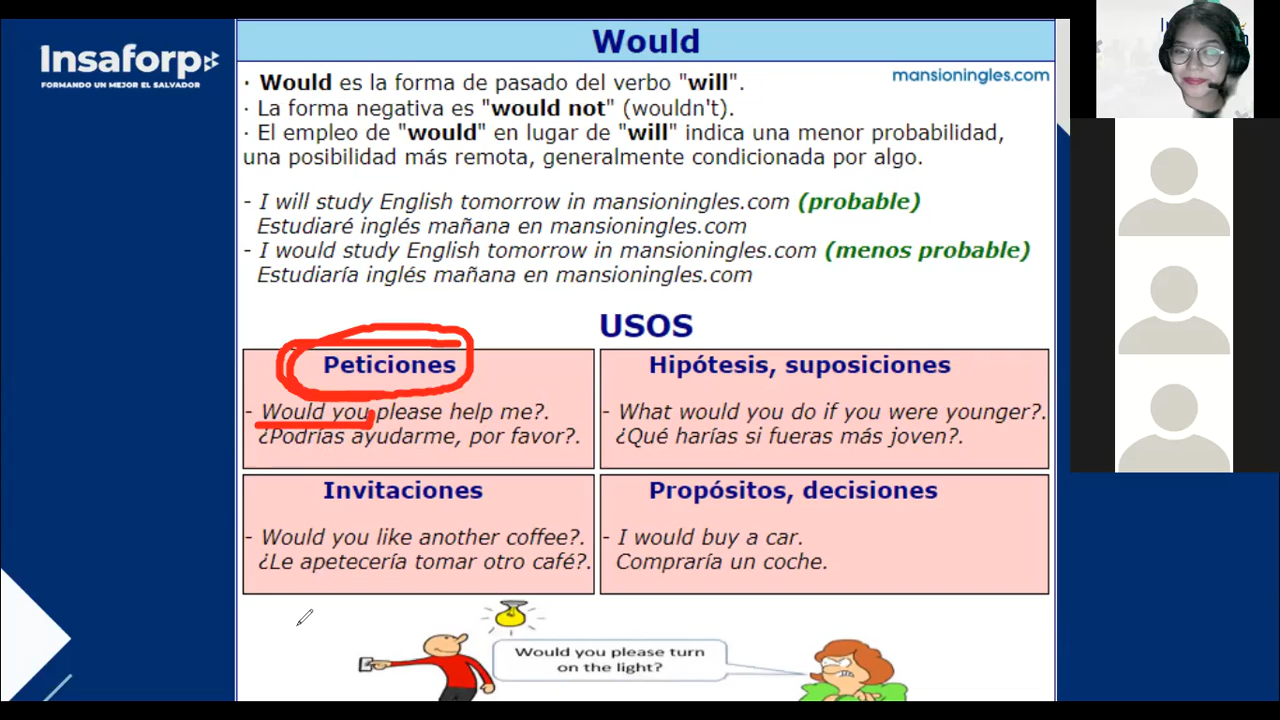 Insaforp
FORMANDO UN MEJOR EL SALVADOR
Would
mansioningles.com
· Would es la forma de pasado del verbo "will".
· La forma negativa es "would not" (wouldn't).
· El empleo de "would" en lugar de "will" indica una menor probabilidad,
una posibilidad más remota, generalmente condicionada por algo.
- I will study English tomorrow in mansioningles.com (probable)
Estudiaré inglés mañana en mansioningles.com
- I would study English tomorrow in mansioningles.com (menos probable)
Estudiaría inglés mañana en mansioningles.com
USOS
Peticiones
- Would you please help me?.
¿Podrías ayudarme, por favor?.
Hipótesis, suposiciones
- What would you do if you were younger?.
¿Qué harías si fueras más joven?.
Invitaciones
- Would you like another coffee?.
¿Le apetecería tomar otro café?.
Propósitos, decisiones
- I would buy a car.
Compraría un coche.
Would you please turn
on the light?